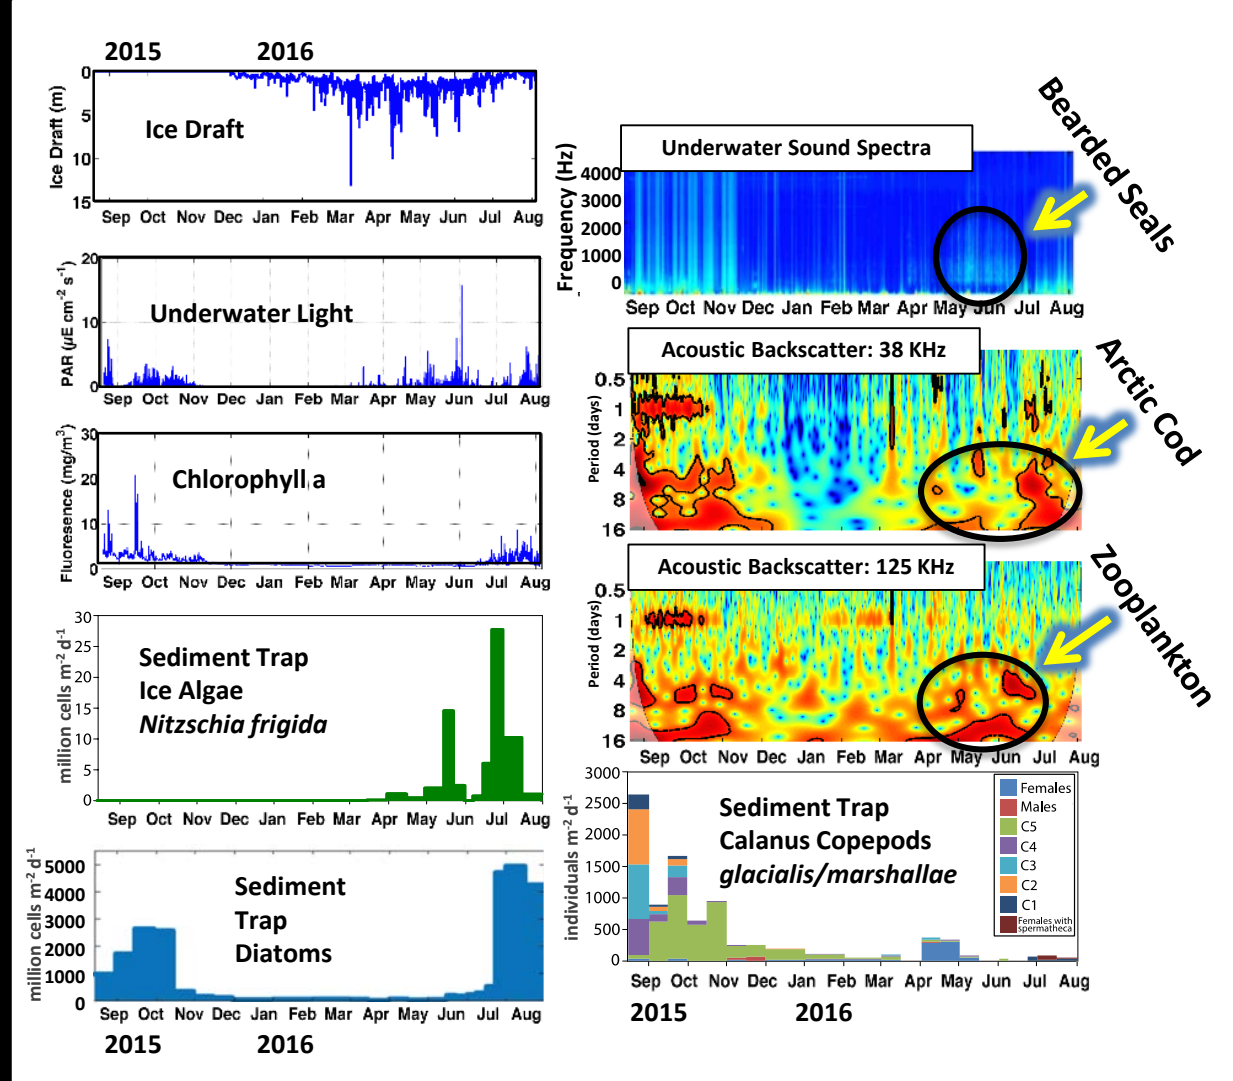 2015 2016
Ice Draft (m)
0
5
10
15
Ice Draft
Sep Oct Nov Dec Jan Feb Mar Apr May Jun Jul Aug
PAR (µE cm-2 s-1)
20
10
0
Underwater Light
Sep Oct Nov Dec Jan Feb Mar Apr May Jun Jul Aug
Fluoresence (mg/m3)
30
20
10
0
Chlorophyll a
Sep Oct Nov Dec Jan Feb Mar Apr May Jun Jul Aug
million cells m-2 d-1
30
25
20
15
10
5
0
Sediment Trap
Ice Algae
Nitzschia frigida
Sep Oct Nov Dec Jan Feb Mar Apr May Jun Jul Aug
million cells m-2 d-1
5000
4000
3000
2000
1000
0
Sediment
Trap
Diatoms
Sep Oct Nov Dec Jan Feb Mar Apr May Jun Jul Aug
2015 2016
Underwater Sound Spectra
Frequency (Hz)
4000
3000
2000
1000
0
Bearded Seals
Sep Oct Nov Dec Jan Feb Mar Apr May Jun Jul Aug
Acoustic Backscatter: 38 KHz
Period (days)
0.5
1
2
4
8
16
Arctic Cod
Acoustic Backscatter: 125 KHz
Period (days)
0.5
1
2
4
8
16
Zooplankton
Sep Oct Nov Dec Jan Feb Mar Apr May Jun Jul Aug
individuals m-2 d-1
3000
2500
2000
1500
1000
500
0
Sediment Trap
Calanus Copepods
glacialis/marshallae
Females
Males
C5
C4
C3
C2
C1
Females with
spermatheca
Sep Oct Nov Dec Jan Feb Mar Apr May Jun Jul Aug
2015 2016